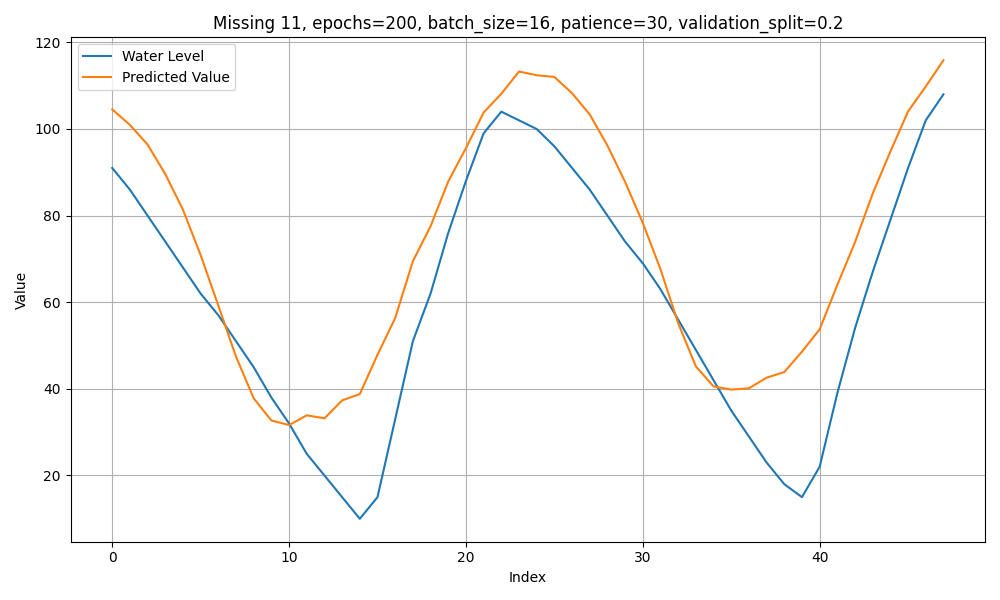 Missing 11, epochs=200, batch_size=16, patience=30, validation_split=0.2
Water Level
Predicted Value
120
100
80
60
40
20
Value
0 10 20 30 40
Index